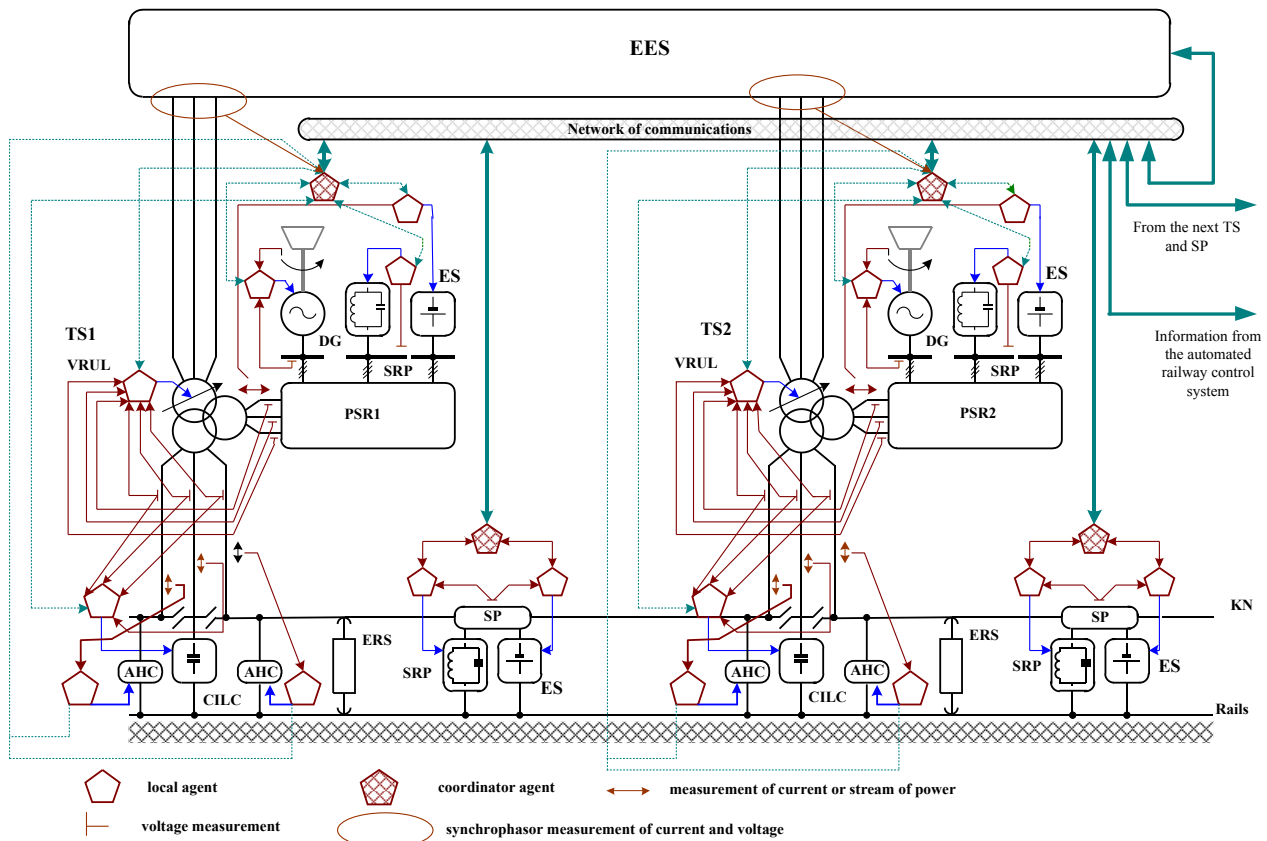 EES
Network of communications
From the next TS
and SP
ES
ES
TS1
DG
TS2
DG
Information from
the automated
railway control
system
VRUL
SRP
VRUL
SRP
PSR1
PSR2
SP
SP
KN
ERS
ERS
SRP
SRP
AHC
AHC
ES
AHC
AHC
ES
CILC
CILC
Rails
local agent
coordinator agent
measurement of current or stream of power
voltage measurement
synchrophasor measurement of current and voltage